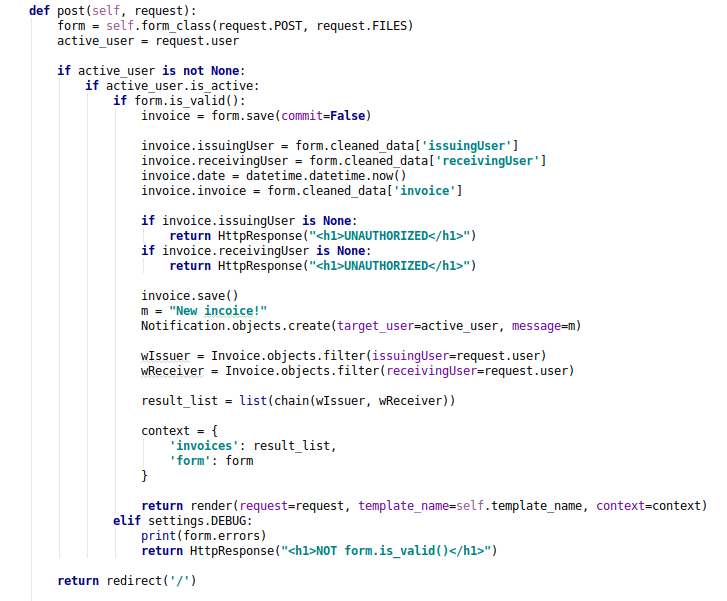 def post(self, request):
    form = self.form_class(request.POST, request.FILES)
    active_user = request.user

    if active_user is not None:
        if active_user.is_active:
            if form.is_valid():
                invoice = form.save(commit=False)

                invoice.issuingUser = form.cleaned_data['issuingUser']
                invoice.receivingUser = form.cleaned_data['receivingUser']
                invoice.date = datetime.datetime.now()
                invoice.invoice = form.cleaned_data['invoice']

                if invoice.issuingUser is None:
                    return HttpResponse("<h1>UNAUTHORIZED</h1>")
                if invoice.receivingUser is None:
                    return HttpResponse("<h1>UNAUTHORIZED</h1>")

                invoice.save()
                m = "New incoice!"
                Notification.objects.create(target_user=active_user, message=m)

                wIssuer = Invoice.objects.filter(issuingUser=request.user)
                wReceiver = Invoice.objects.filter(receivingUser=request.user)

                result_list = list(chain(wIssuer, wReceiver))

                context = {
                    'invoices': result_list,
                    'form': form
                }

                return render(request=request, template_name=self.template_name, context=context)
            elif settings.DEBUG:
                print(form.errors)
                return HttpResponse("<h1>NOT form.is_valid()</h1>")

    return redirect('/')